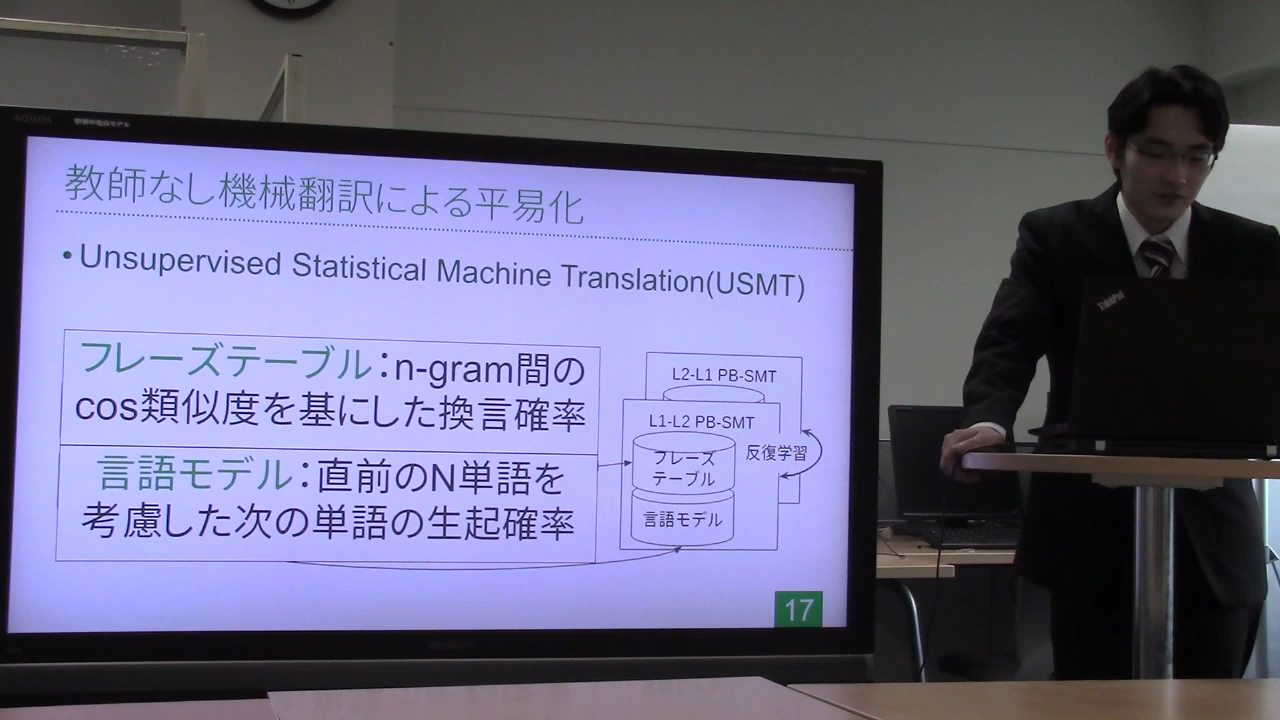 AQUOS
教師なし機械翻訳による平易化
•Unsupervised Statistical Machine Translation(USMT)
フレーズテーブル：n-gram間の
cos類似度を基にした換言確率
言語モデル：直前のN単語を
考慮した次の単語の生起確率
L2-L1 PB-SMT
L1-L2 PB-SMT
フレーズ
テーブル
言語モデル
反復学習
17
ThinkPad